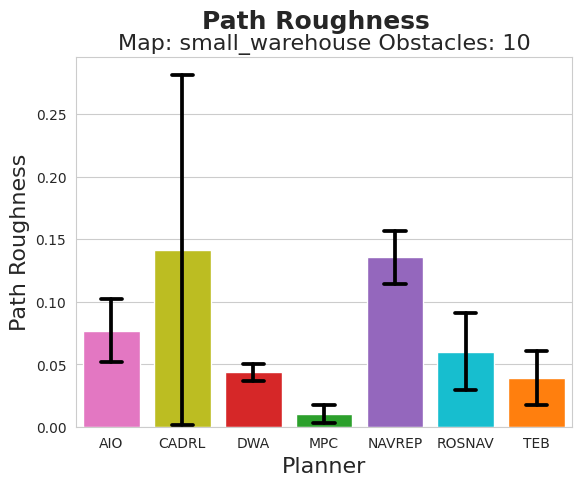 Path Roughness
Map: small_warehouse Obstacles: 10
Path Roughness
0.25
0.20
0.15
0.10
0.05
0.00
AIO CADRL DWA MPC NAVREP ROSNAV TEB
Planner